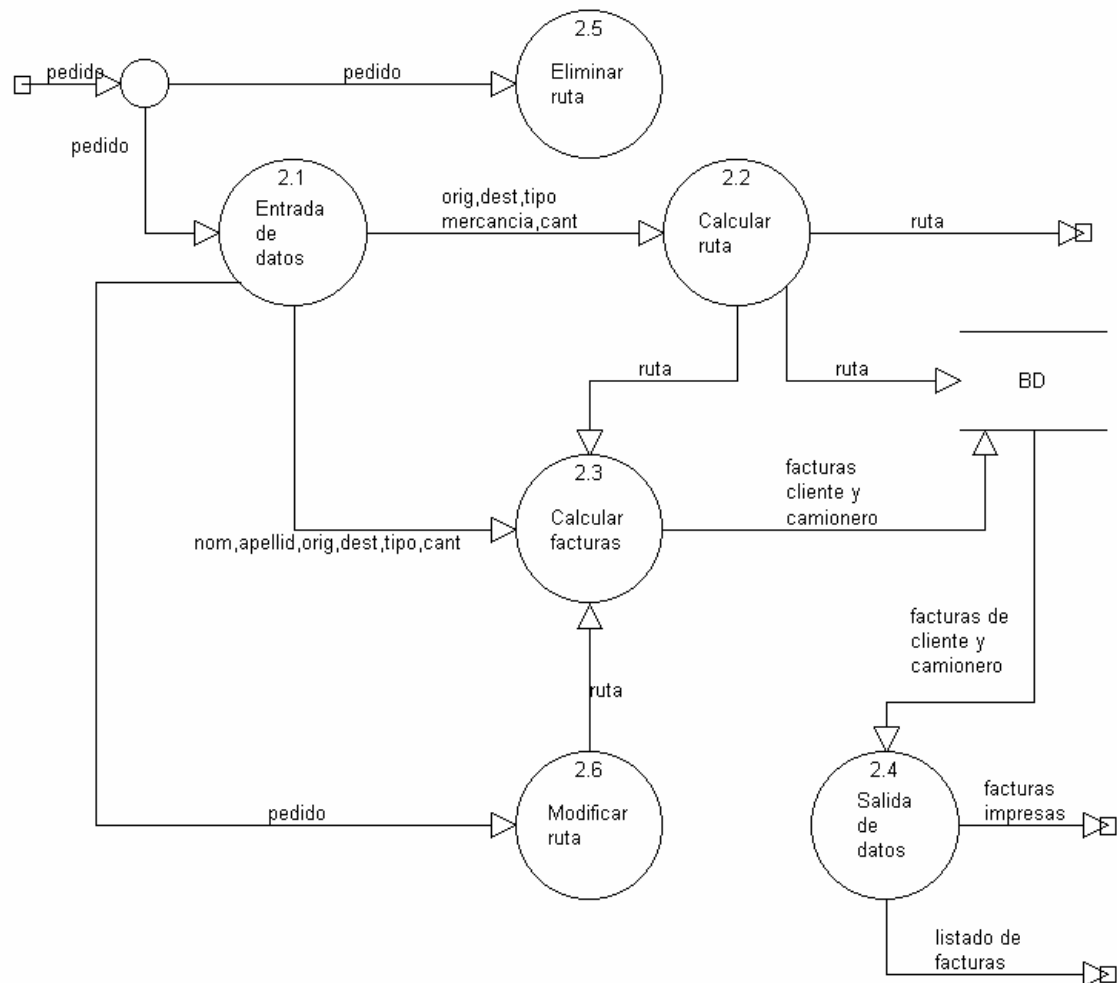 2.5
pedido
pedido
Eliminar
ruta
pedido
2.1
2.2
Entrada
de
datos
orig,dest,tipo
mercancia,cant
Calcular
ruta
ruta
ruta
ruta
BD
2.3
Calcular
facturas
facturas
cliente y
camionero
nom,apellid,orig,dest,tipo,cant
facturas de
cliente y
camionero
ruta
2.6
Modificar
ruta
pedido
2.4
Salida
de
datos
facturas
impresas
listado de
facturas